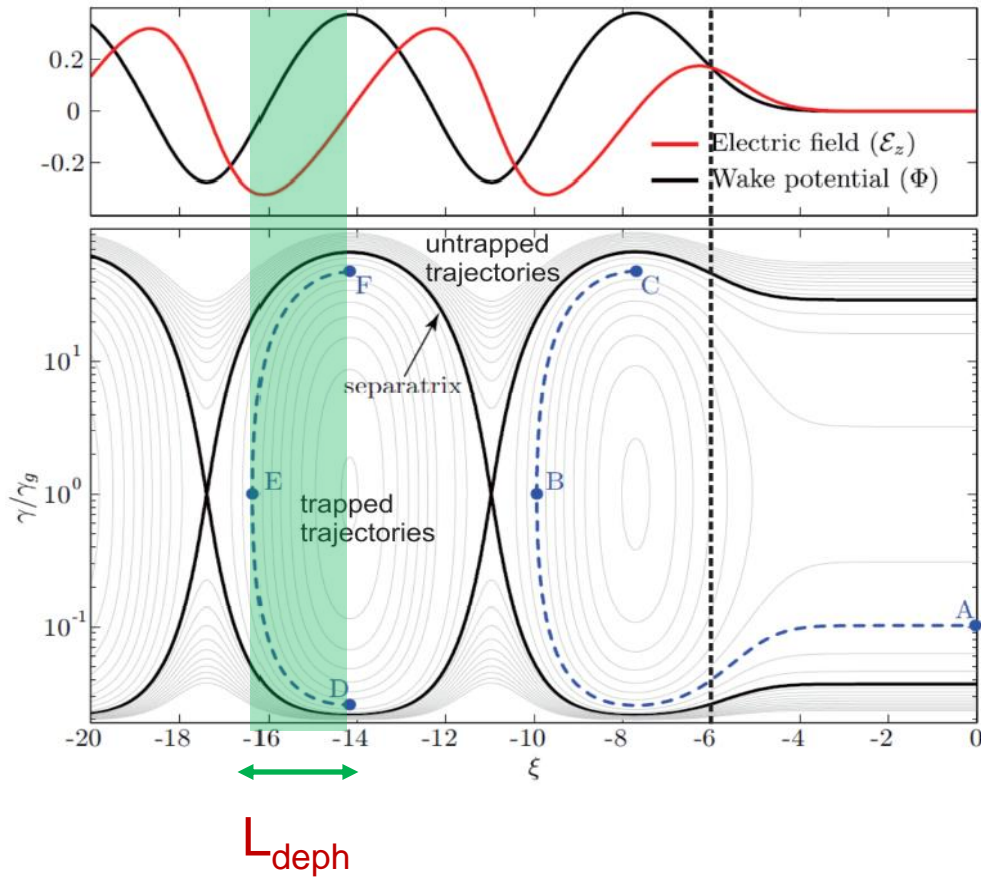 0.2
0
-0.2
Electric field (ℰz)
Wake potential (Φ)
untrapped
trajectories
F
C
separatrix
10¹
E
B
10⁰
trapped
trajectories
γ/γg
10⁻¹
A
D
-20 -18 -16 -14 -12 -10 -8 -6 -4 -2 0
ξ
Ldeph